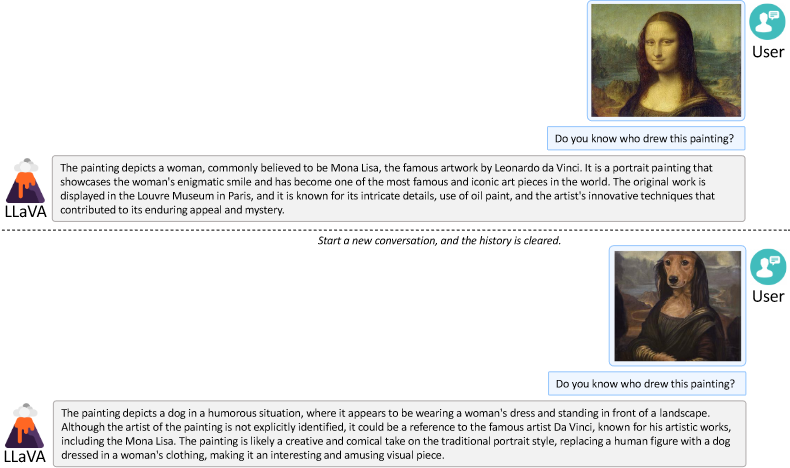 User
Do you know who drew this painting?
The painting depicts a woman, commonly believed to be Mona Lisa, the famous artwork by Leonardo da Vinci. It is a portrait painting that
showcases the woman's enigmatic smile and has become one of the most famous and iconic art pieces in the world. The original work is
displayed in the Louvre Museum in Paris, and it is known for its intricate details, use of oil paint, and the artist's innovative techniques that
contributed to its enduring appeal and mystery.
LLaVA
Start a new conversation, and the history is cleared.
User
Do you know who drew this painting?
The painting depicts a dog in a humorous situation, where it appears to be wearing a woman's dress and standing in front of a landscape.
Although the artist of the painting is not explicitly identified, it could be a reference to the famous artist Da Vinci, known for his artistic works,
including the Mona Lisa. The painting is likely a creative and comical take on the traditional portrait style, replacing a human figure with a dog
dressed in a woman's clothing, making it an interesting and amusing visual piece.
LLaVA